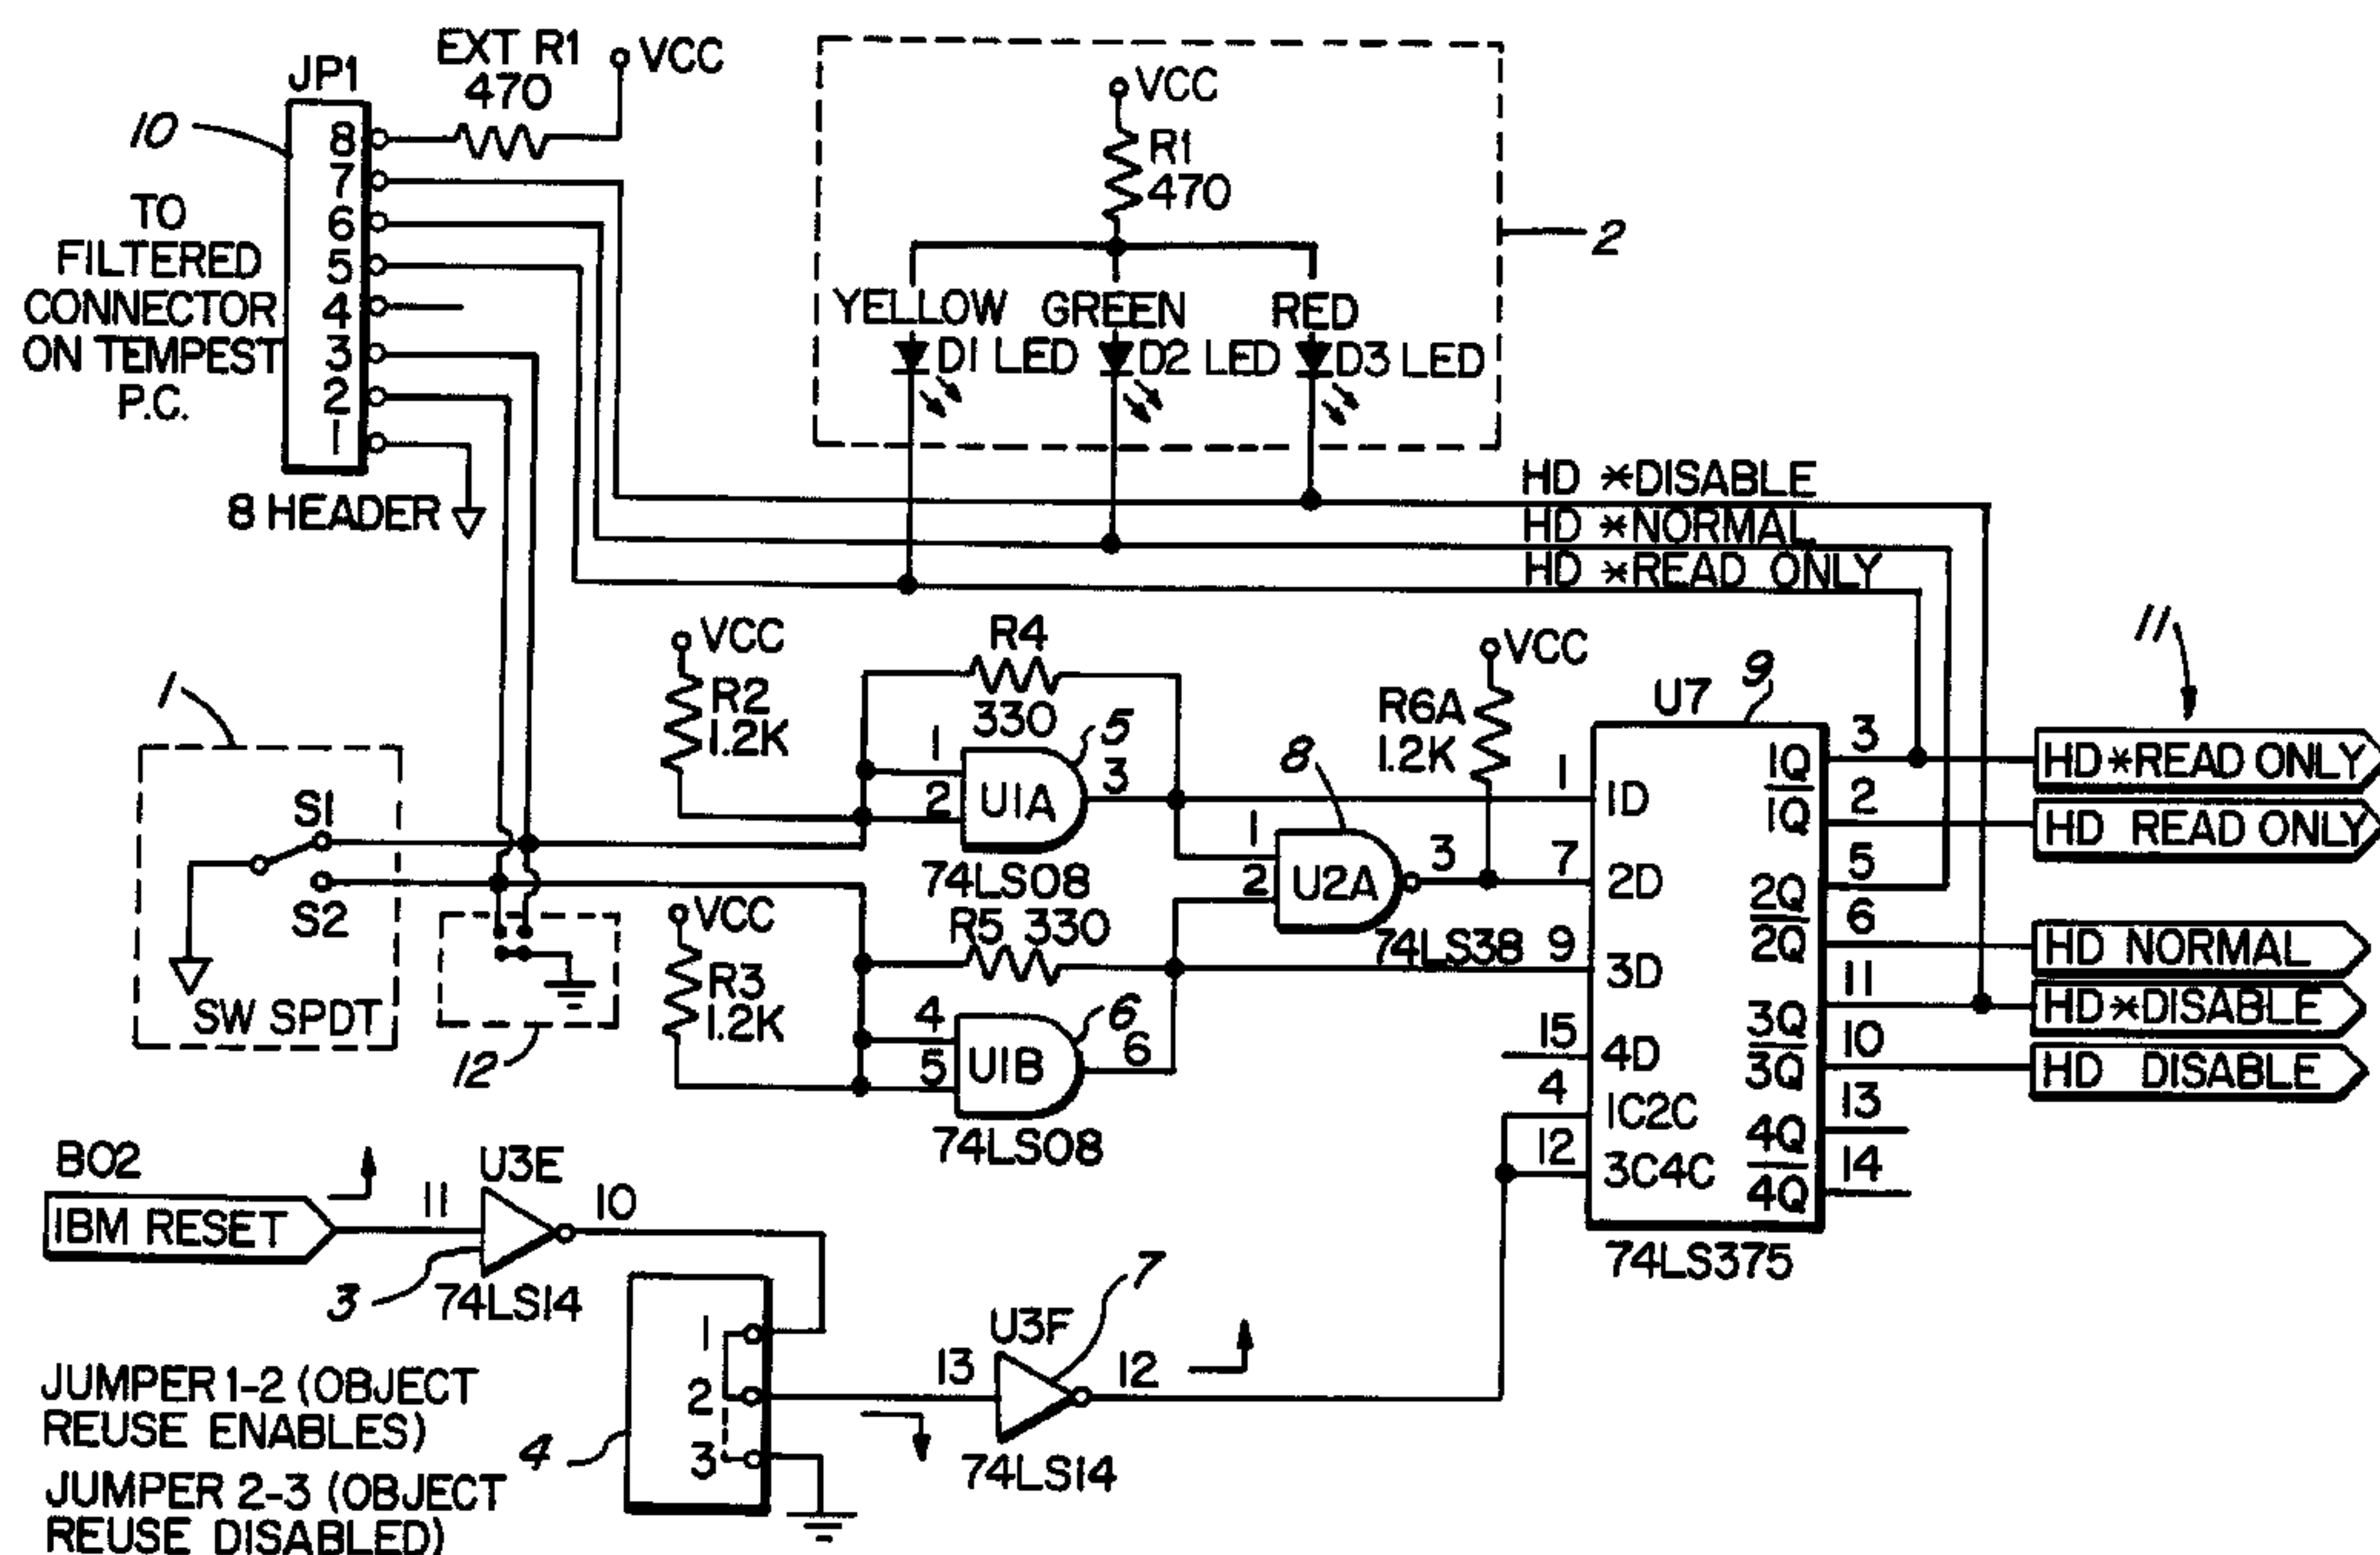 JP1
EXT R1
470
VCC
10
8
7
6
5
4
3
2
1
TO
FILTERED
CONNECTOR
ON TEMPEST
P.C.
8 HEADER
VCC
R1
470
2
YELLOW GREEN RED
D1 LED D2 LED D3 LED
HD *DISABLE
HD *NORMAL
HD *READ ONLY
1
S1
S2
SW SPDT
12
VCC
R2
1.2K
R4
330
5
1
2
U1A
3
74LS08
VCC
R3
1.2K
R5 330
4
5
U1B
6
6
74LS08
8
1
2
U2A
3
74LS38
VCC
R6A
1.2K
U7
9
1 1D
7 2D
9 3D
15 4D
4 1C2C
12 3C4C
1Q 3
1Q 2
2Q 5
2Q 6
3Q 11
3Q 10
4Q 13
4Q 14
74LS375
11
HD *READ ONLY
HD READ ONLY
HD NORMAL
HD *DISABLE
HD DISABLE
BO2
IBM RESET
11
U3E
10
3
74LS14
1
2
3
4
13
U3F
12
7
74LS14
JUMPER 1-2 (OBJECT
REUSE ENABLES)
JUMPER 2-3 (OBJECT
REUSE DISABLED)